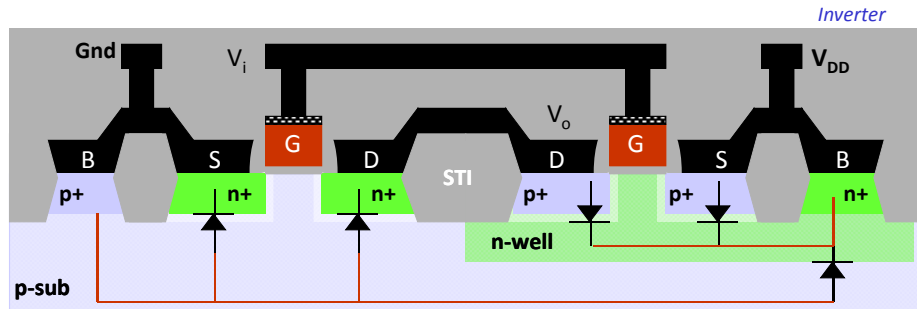 Inverter
Gnd
Vi
VDD
Vo
B
S
G
D
STI
D
G
S
B
p+
n+
n+
p+
p+
n+
n-well
p-sub